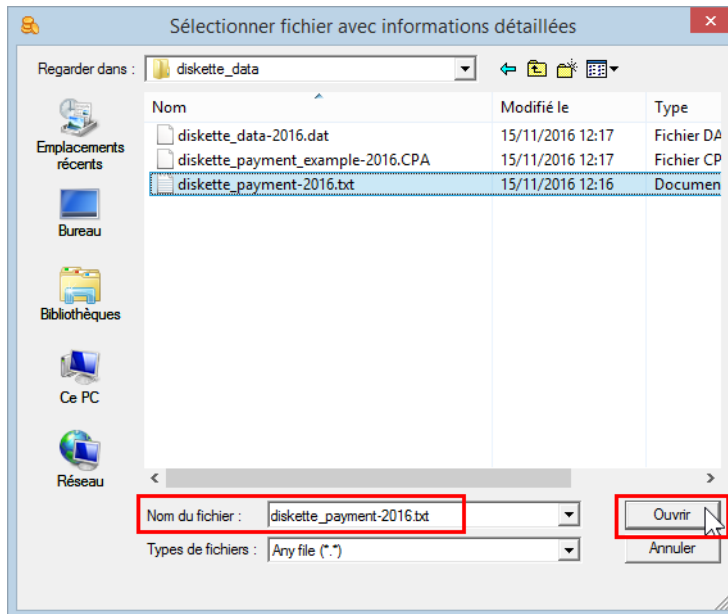 Sélectionner fichier avec informations détaillées
Regarder dans : diskette_data
Nom Modifié le Type
diskette_data-2016.dat 15/11/2016 12:17 Fichier DA
diskette_payment_example-2016.CPA 15/11/2016 12:17 Fichier CP
diskette_payment-2016.txt 15/11/2016 12:16 Documen
Emplacements
récents
Bureau
Bibliothèques
Ce PC
Réseau
Nom du fichier : diskette_payment-2016.txt Ouvrir
Types de fichiers : Any file (*.*) Annuler